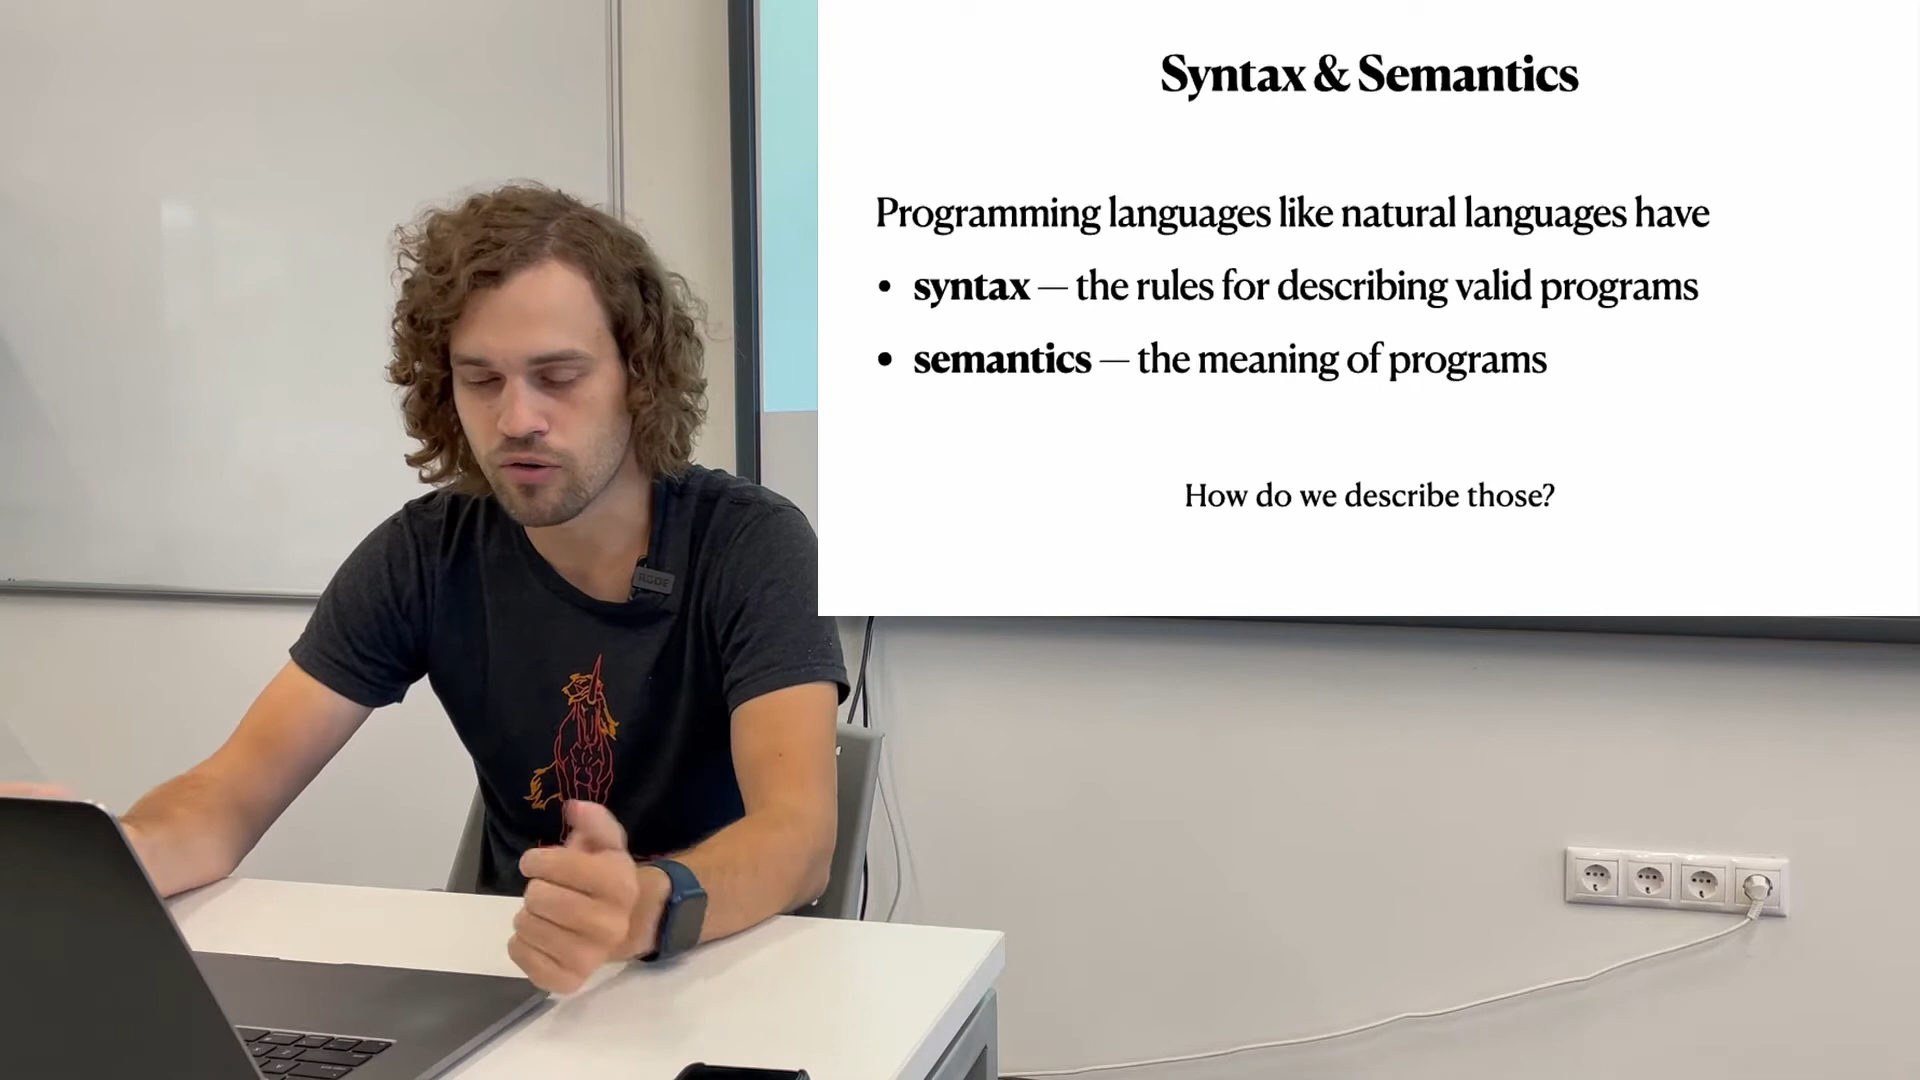 Syntax & Semantics
Programming languages like natural languages have
• syntax — the rules for describing valid programs
• semantics — the meaning of programs
How do we describe those?
RODE